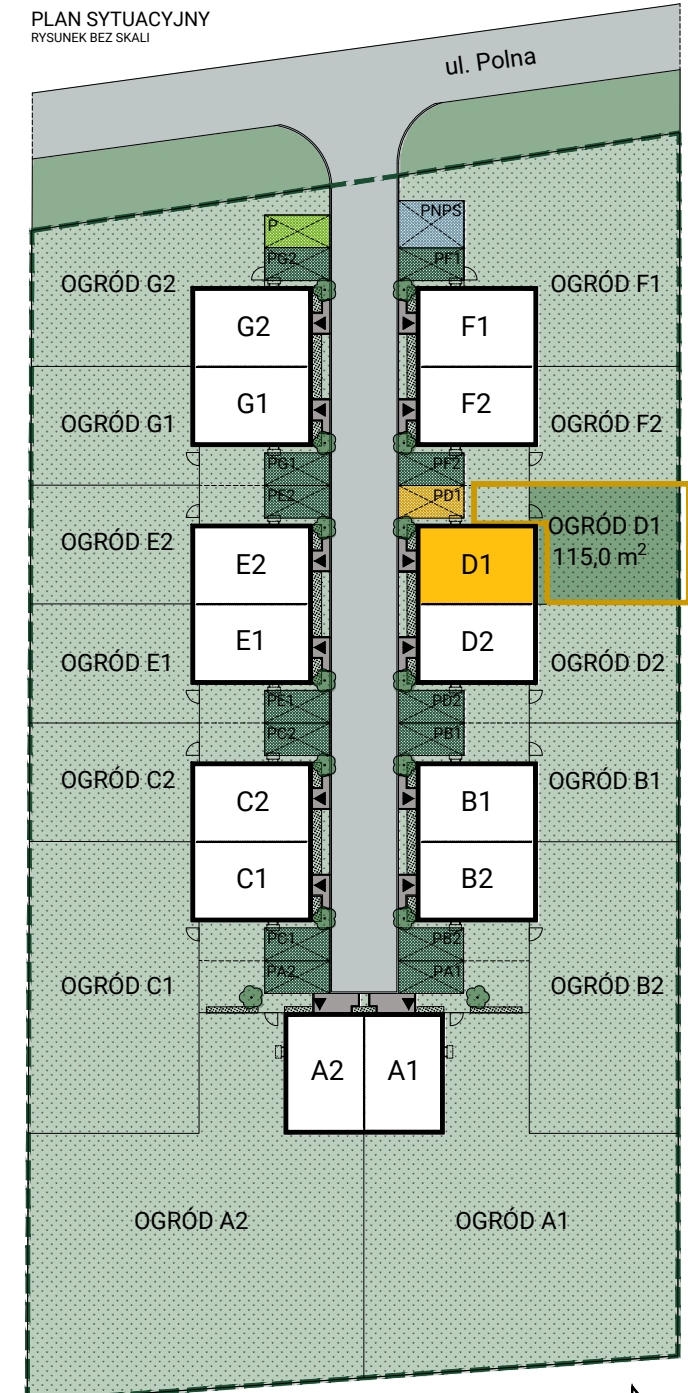 PLAN SYTUACYJNY
RYSUNEK BEZ SKALI
ul. Polna
P
PNPS
PG2
PF1
OGRÓD G2
OGRÓD F1
G2
F1
G1
F2
OGRÓD G1
OGRÓD F2
PG1
PF2
PE2
PD1
OGRÓD E2
OGRÓD D1
115,0 m²
E2
D1
E1
D2
OGRÓD E1
OGRÓD D2
PE1
PD2
PC2
PB1
OGRÓD C2
OGRÓD B1
C2
B1
C1
B2
PC1
PB2
PA2
PA1
OGRÓD C1
OGRÓD B2
A2
A1
OGRÓD A2
OGRÓD A1